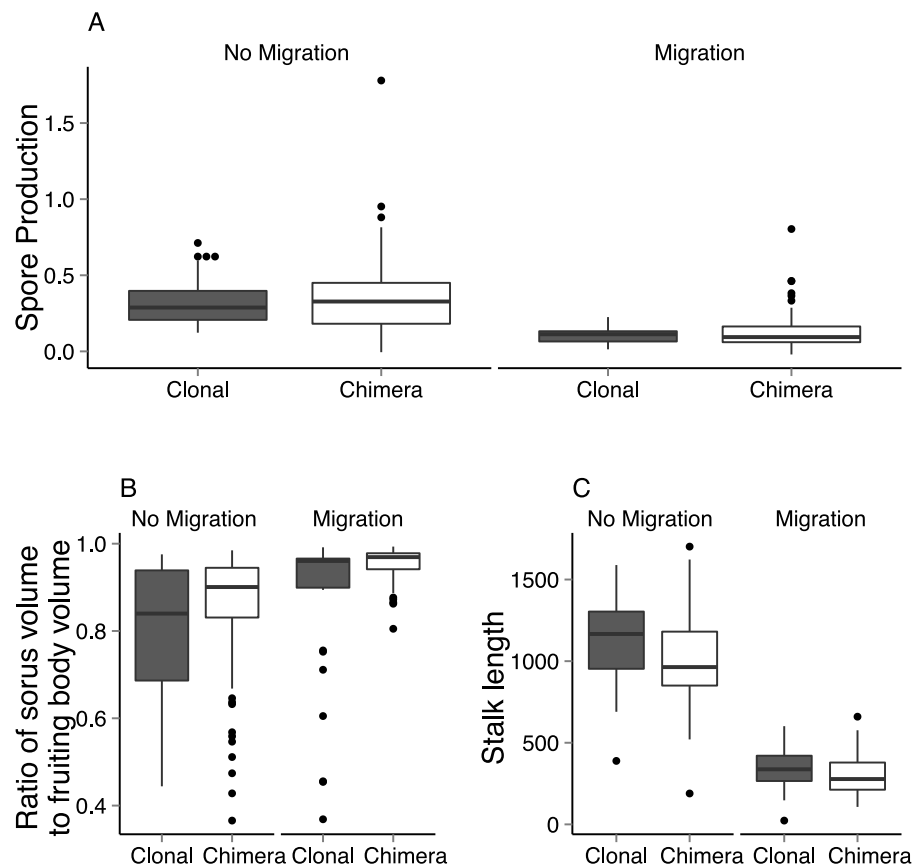 A
No Migration
Migration
Spore Production
1.5
1.0
0.5
0.0
Clonal
Chimera
Clonal
Chimera
B
No Migration
Migration
Ratio of sorus volume
to fruiting body volume
1.0
0.8
0.6
0.4
Clonal
Chimera
Clonal
Chimera
C
No Migration
Migration
Stalk length
1500
1000
500
0
Clonal
Chimera
Clonal
Chimera